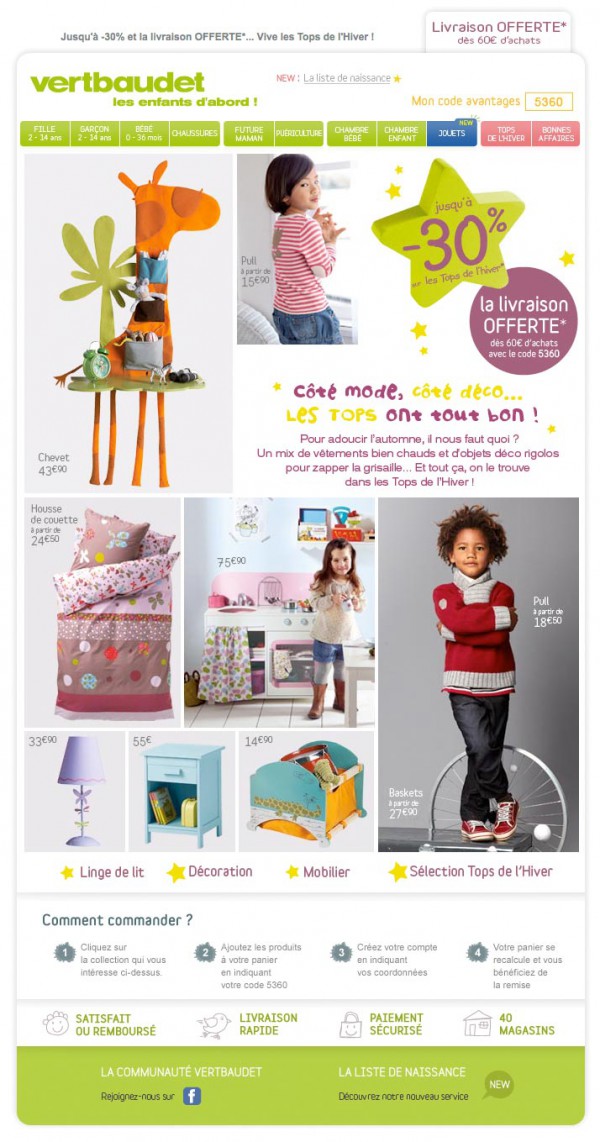 Jusqu'à -30% et la livraison OFFERTE*... Vive les Tops de l'Hiver !
Livraison OFFERTE*
dès 60€ d'achats
vertbaudet
les enfants d'abord !
NEW : La liste de naissance
Mon code avantages 5360
FILLE
2 - 14 ans
GARÇON
2 - 14 ans
BÉBÉ
0 - 36 mois
CHAUSSURES
FUTURE
MAMAN
PUÉRICULTURE
CHAMBRE
BÉBÉ
CHAMBRE
ENFANT
NEW
JOUETS
TOPS
DE L'HIVER
BONNES
AFFAIRES
Chevet
43€90
Pull
à partir de
15€90
jusqu'à
-30%
sur les Tops de l'hiver*
la livraison
OFFERTE*
dès 60€ d'achats
avec le code 5360
Côté mode, côté déco...
LES TOPS ont tout bon !
Pour adoucir l'automne, il nous faut quoi ?
Un mix de vêtements bien chauds et d'objets déco rigolos
pour zapper la grisaille... Et tout ça, on le trouve
dans les Tops de l'Hiver !
Housse
de couette
à partir de
24€50
75€90
Pull
à partir de
18€50
Baskets
à partir de
27€90
33€90
55€
14€90
Linge de lit
Décoration
Mobilier
Sélection Tops de l'Hiver
Comment commander ?
1
Cliquez sur
la collection qui vous
intéresse ci-dessus.
2
Ajoutez les produits
à votre panier
en indiquant
votre code 5360
3
Créez votre compte
en indiquant
vos coordonnées
4
Votre panier se
recalcule et vous
bénéficiez de
la remise
SATISFAIT
OU REMBOURSÉ
LIVRAISON
RAPIDE
PAIEMENT
SÉCURISÉ
40
MAGASINS
LA COMMUNAUTÉ VERTBAUDET
Rejoignez-nous sur f
LA LISTE DE NAISSANCE
Découvrez notre nouveau service
NEW